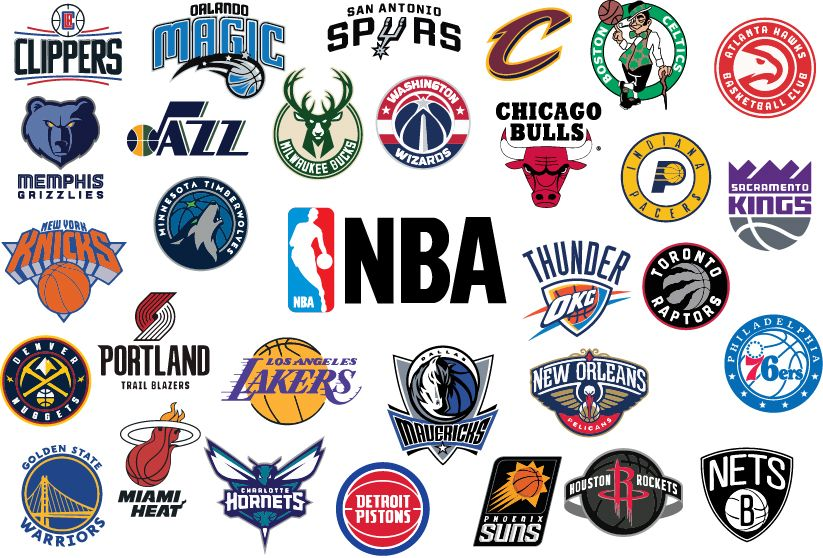 LA
CLIPPERS
ORLANDO
MAGIC
SAN ANTONIO
SPURS
C
BOSTON
CELTICS
ATLANTA HAWKS
BASKETBALL CLUB
MEMPHIS
GRIZZLIES
JAZZ
MILWAUKEE BUCKS
WASHINGTON
WIZARDS
CHICAGO
BULLS
®
INDIANA
P
PACERS
SACRAMENTO
KINGS
NEW YORK
KNICKS
MINNESOTA TIMBERWOLVES
NBA
NBA
THUNDER
OKC
TORONTO
RAPTORS
DENVER
NUGGETS
PORTLAND
TRAIL BLAZERS
LOS ANGELES
LAKERS
DALLAS
MAVERICKS
NEW ORLEANS
PELICANS
PHILADELPHIA
76ers
GOLDEN STATE
WARRIORS
MIAMI
HEAT
CHARLOTTE
HORNETS
DETROIT
PISTONS
PHOENIX
SUNS
HOUSTON R ROCKETS
NETS
B